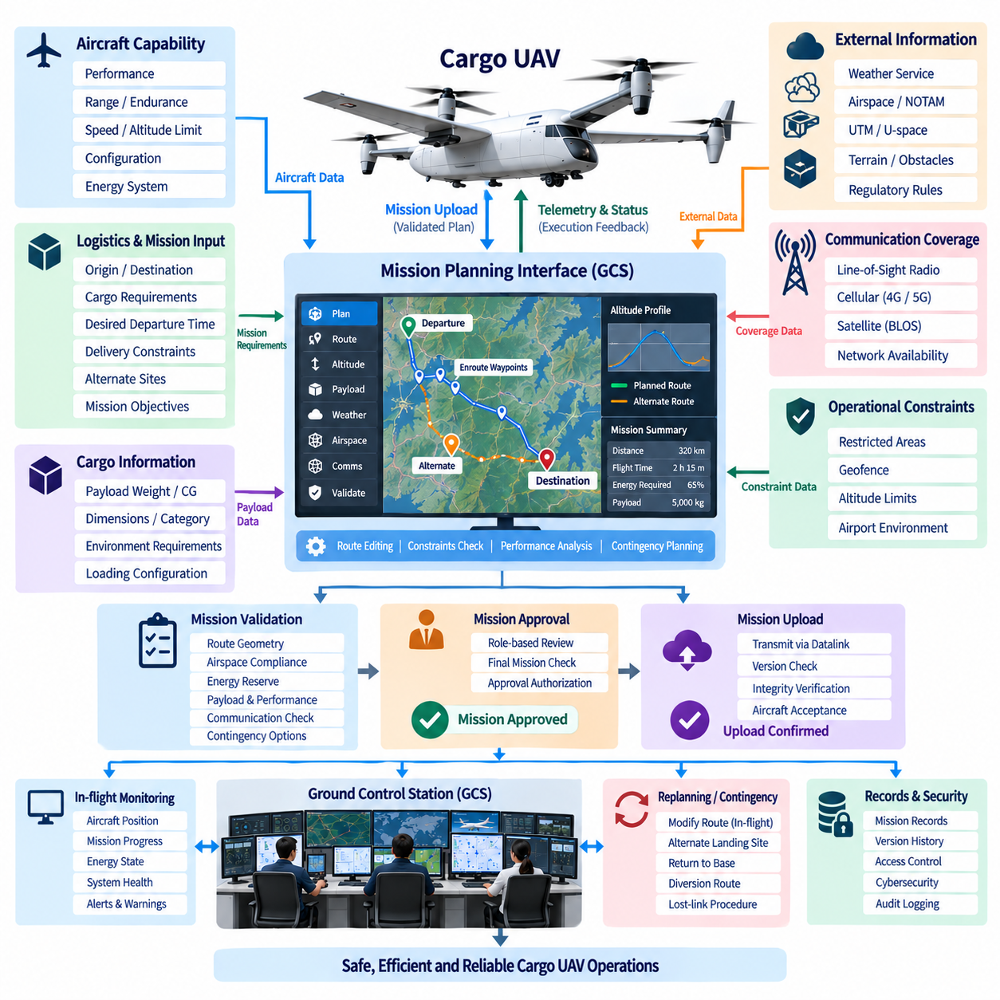 Cargo UAV
Aircraft Capability
Performance
Range / Endurance
Speed / Altitude Limit
Configuration
Energy System
Aircraft Data
Mission Upload
(Validated Plan)
Telemetry & Status
(Execution Feedback)
External Data
External Information
Weather Service
Airspace / NOTAM
UTM / U-space
Terrain / Obstacles
Regulatory Rules
Logistics & Mission Input
Origin / Destination
Cargo Requirements
Desired Departure Time
Delivery Constraints
Alternate Sites
Mission Objectives
Mission
Requirements
Cargo Information
Payload Weight / CG
Dimensions / Category
Environment Requirements
Loading Configuration
Payload
Data
Mission Planning Interface (GCS)
Plan
Route
Altitude
Payload
Weather
Airspace
Comms
Validate
Departure
Enroute Waypoints
Alternate
Destination
Altitude Profile
Planned Route
Alternate Route
Mission Summary
Distance 320 km
Flight Time 2 h 15 m
Energy Required 65%
Payload 5,000 kg
Route Editing | Constraints Check | Performance Analysis | Contingency Planning
Communication Coverage
Line-of-Sight Radio
Cellular (4G / 5G)
Satellite (BLOS)
Network Availability
Coverage Data
Operational Constraints
Restricted Areas
Geofence
Altitude Limits
Airport Environment
Constraint Data
Mission Validation
Route Geometry
Airspace Compliance
Energy Reserve
Payload & Performance
Communication Check
Contingency Options
Mission Approval
Role-based Review
Final Mission Check
Approval Authorization
Mission Approved
Mission Upload
Transmit via Datalink
Version Check
Integrity Verification
Aircraft Acceptance
Upload Confirmed
In-flight Monitoring
Aircraft Position
Mission Progress
Energy State
System Health
Alerts & Warnings
Ground Control Station (GCS)
Replanning / Contingency
Modify Route (In-flight)
Alternate Landing Site
Return to Base
Diversion Route
Lost-link Procedure
Records & Security
Mission Records
Version History
Access Control
Cybersecurity
Audit Logging
Safe, Efficient and Reliable Cargo UAV Operations